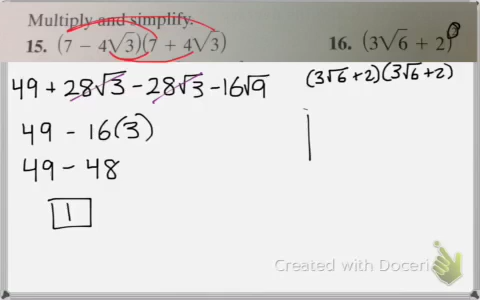 Multiply and simplify.
15. (7 − 4√3)(7 + 4√3)
16. (3√6 + 2)
49 + 28√3 − 28√3 − 16√9
49 − 16(3)
49 − 48
1
(3√6 + 2)(3√6 + 2)
Created with Doceri